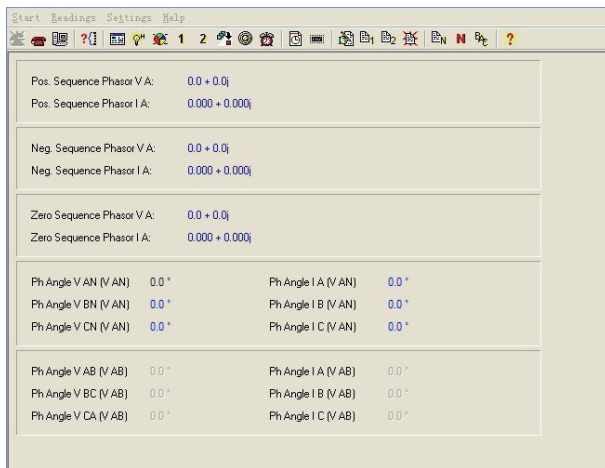 Start Readings Settings Help
?{} H 1 2 1 2 N N ?
Pos. Sequence Phasor V A: 0.0 + 0.0j
Pos. Sequence Phasor I A: 0.000 + 0.000j
Neg. Sequence Phasor V A: 0.0 + 0.0j
Neg. Sequence Phasor I A: 0.000 + 0.000j
Zero Sequence Phasor V A: 0.0 + 0.0j
Zero Sequence Phasor I A: 0.000 + 0.000j
Ph Angle V AN (V AN) 0.0 ° Ph Angle I A (V AN) 0.0 °
Ph Angle V BN (V AN) 0.0 ° Ph Angle I B (V AN) 0.0 °
Ph Angle V CN (V AN) 0.0 ° Ph Angle I C (V AN) 0.0 °
Ph Angle V AB (V AB) 0.0 ° Ph Angle I A (V AB) 0.0 °
Ph Angle V BC (V AB) 0.0 ° Ph Angle I B (V AB) 0.0 °
Ph Angle V CA (V AB) 0.0 ° Ph Angle I C (V AB) 0.0 °